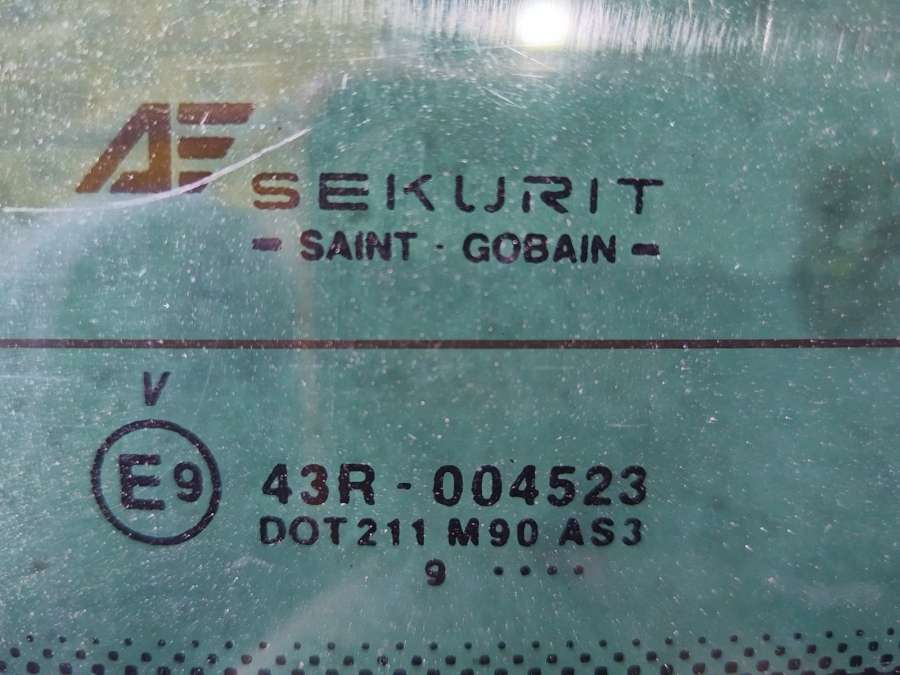 AE
SEKURIT
- SAINT - GOBAIN -
V
E9
43R - 004523
DOT211 M90 AS3
9 ....